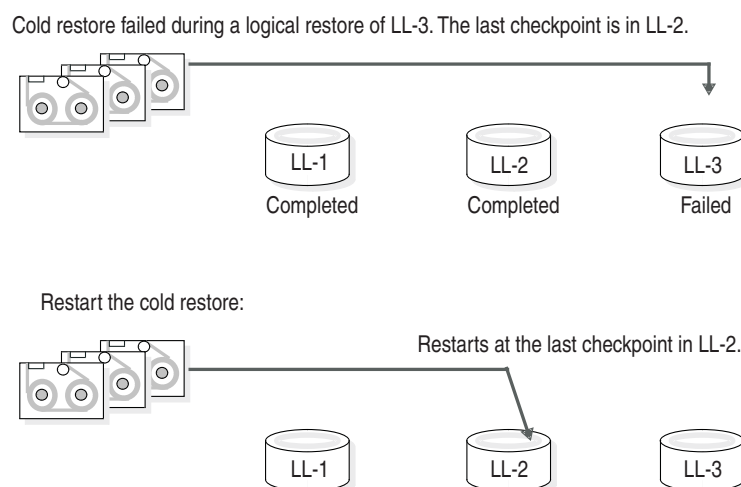 Cold restore failed during a logical restore of LL-3. The last checkpoint is in LL-2.
LL-1
LL-2
LL-3
Completed
Completed
Failed
Restart the cold restore:
Restarts at the last checkpoint in LL-2.
LL-1
LL-2
LL-3